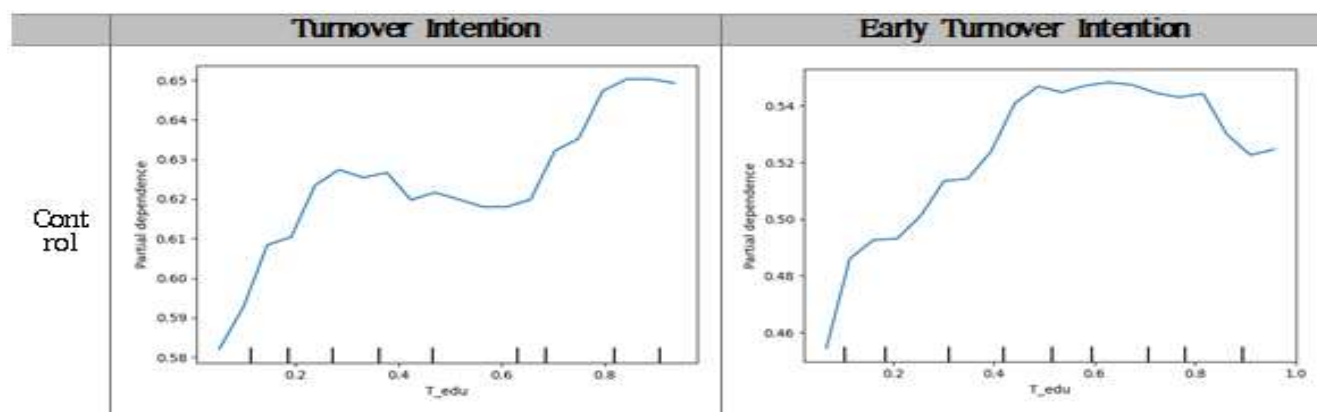 Turnover Intention
Early Turnover Intention
Cont
rol
Partial dependence
0.65
0.64
0.63
0.62
0.61
0.60
0.59
0.58
0.2
0.4
0.6
0.8
T_edu
Partial dependence
0.54
0.52
0.50
0.48
0.46
0.2
0.4
0.6
0.8
1.0
T_edu